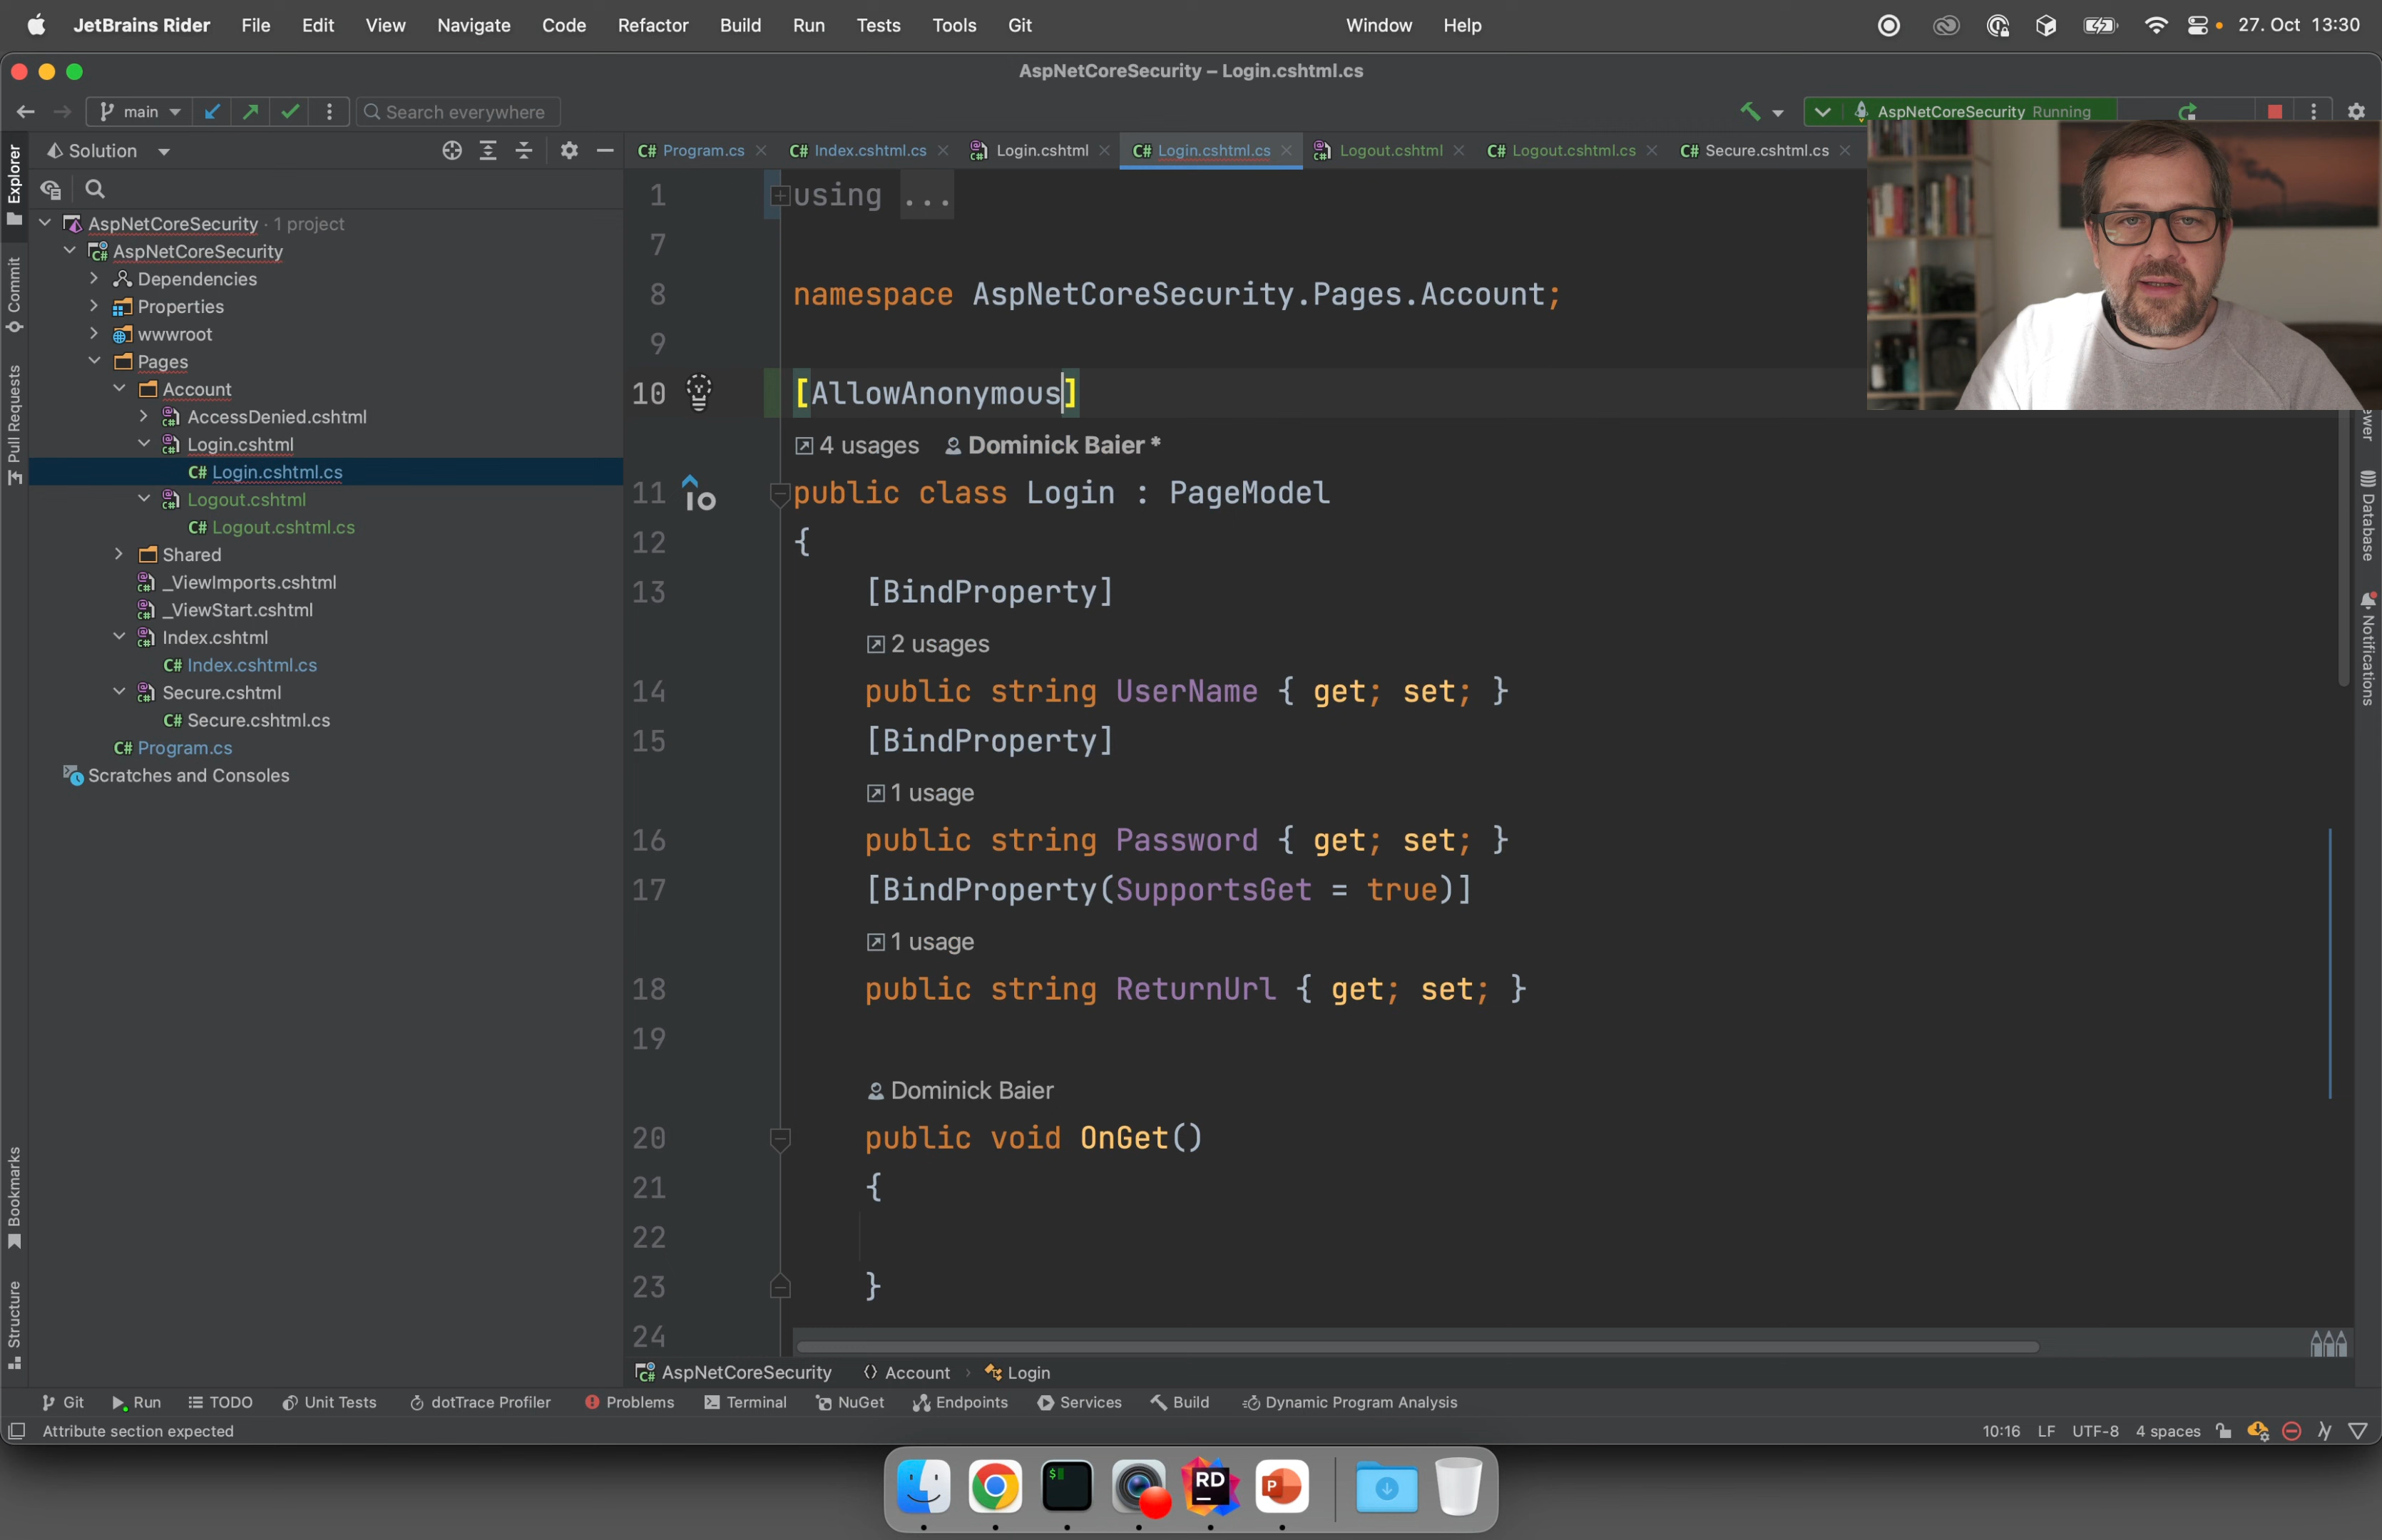 JetBrains Rider File Edit View Navigate Code Refactor Build Run Tests Tools Git Window Help 27. Oct 13:30
AspNetCoreSecurity – Login.cshtml.cs
main Search everywhere AspNetCoreSecurity Running
Solution
Program.cs Index.cshtml.cs Login.cshtml Login.cshtml.cs Logout.cshtml Logout.cshtml.cs Secure.cshtml.cs
Explorer
Commit
Pull Requests
Bookmarks
Structure
AspNetCoreSecurity · 1 project
AspNetCoreSecurity
Dependencies
Properties
wwwroot
Pages
Account
AccessDenied.cshtml
Login.cshtml
C# Login.cshtml.cs
Logout.cshtml
C# Logout.cshtml.cs
Shared
_ViewImports.cshtml
_ViewStart.cshtml
Index.cshtml
C# Index.cshtml.cs
Secure.cshtml
C# Secure.cshtml.cs
C# Program.cs
Scratches and Consoles
1 using ...
7
8 namespace AspNetCoreSecurity.Pages.Account;
9
10 [AllowAnonymous]
4 usages Dominick Baier *
11 public class Login : PageModel
12 {
13 [BindProperty]
2 usages
14 public string UserName { get; set; }
15 [BindProperty]
1 usage
16 public string Password { get; set; }
17 [BindProperty(SupportsGet = true)]
1 usage
18 public string ReturnUrl { get; set; }
19
Dominick Baier
20 public void OnGet()
21 {
22
23 }
24
Database
Notifications
AspNetCoreSecurity Account Login
Git Run TODO Unit Tests dotTrace Profiler Problems Terminal NuGet Endpoints Services Build Dynamic Program Analysis
Attribute section expected 10:16 LF UTF-8 4 spaces
$
RD
P